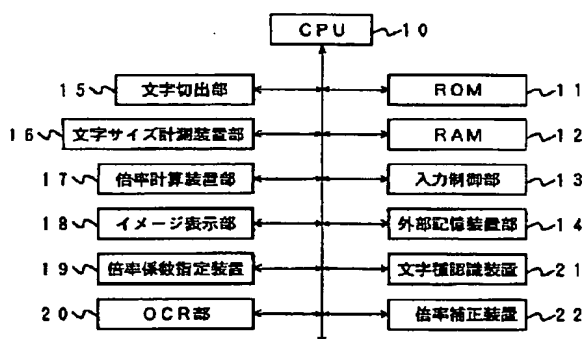 CPU 10
15 文字切出部 ROM 11
16 文字サイズ計測装置部 RAM 12
17 倍率計算装置部 入力制御部 13
18 イメージ表示部 外部記憶装置部 14
19 倍率係数指定装置 文字種認識装置 21
20 OCR部 倍率補正装置 22